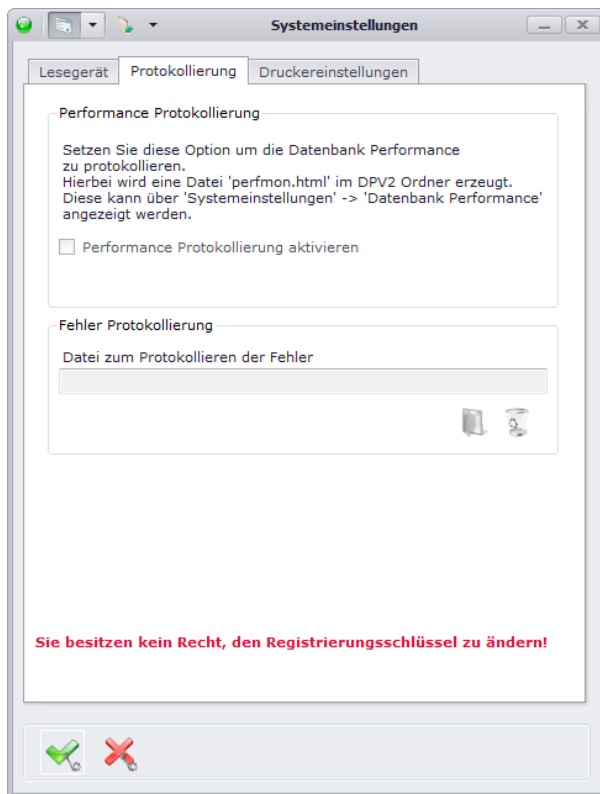 Systemeinstellungen
Lesegerät Protokollierung Druckereinstellungen
Performance Protokollierung
Setzen Sie diese Option um die Datenbank Performance
zu protokollieren.
Hierbei wird eine Datei 'perfmon.html' im DPV2 Ordner erzeugt.
Diese kann über 'Systemeinstellungen' -> 'Datenbank Performance'
angezeigt werden.
Performance Protokollierung aktivieren
Fehler Protokollierung
Datei zum Protokollieren der Fehler
Sie besitzen kein Recht, den Registrierungsschlüssel zu ändern!